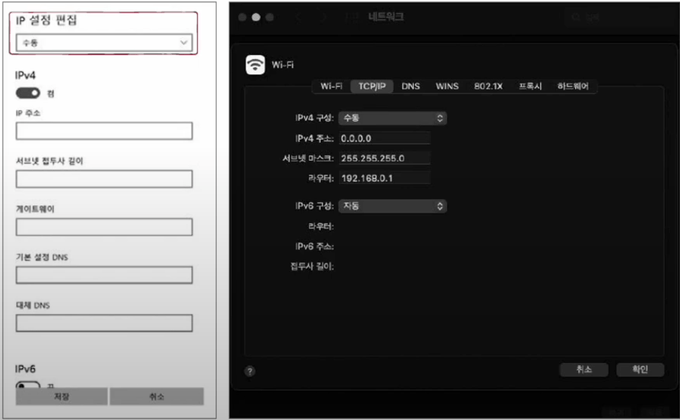 IP 설정 편집
수동
IPv4
켬
IP 주소
서브넷 접두사 길이
게이트웨이
기본 설정 DNS
대체 DNS
IPv6
끔
저장
취소
네트워크
Wi-Fi
Wi-Fi TCP/IP DNS WINS 802.1X 프록시 하드웨어
IPv4 구성: 수동
IPv4 주소: 0.0.0.0
서브넷 마스크: 255.255.255.0
라우터: 192.168.0.1
IPv6 구성: 자동
라우터:
IPv6 주소:
접두사 길이:
?
취소
확인